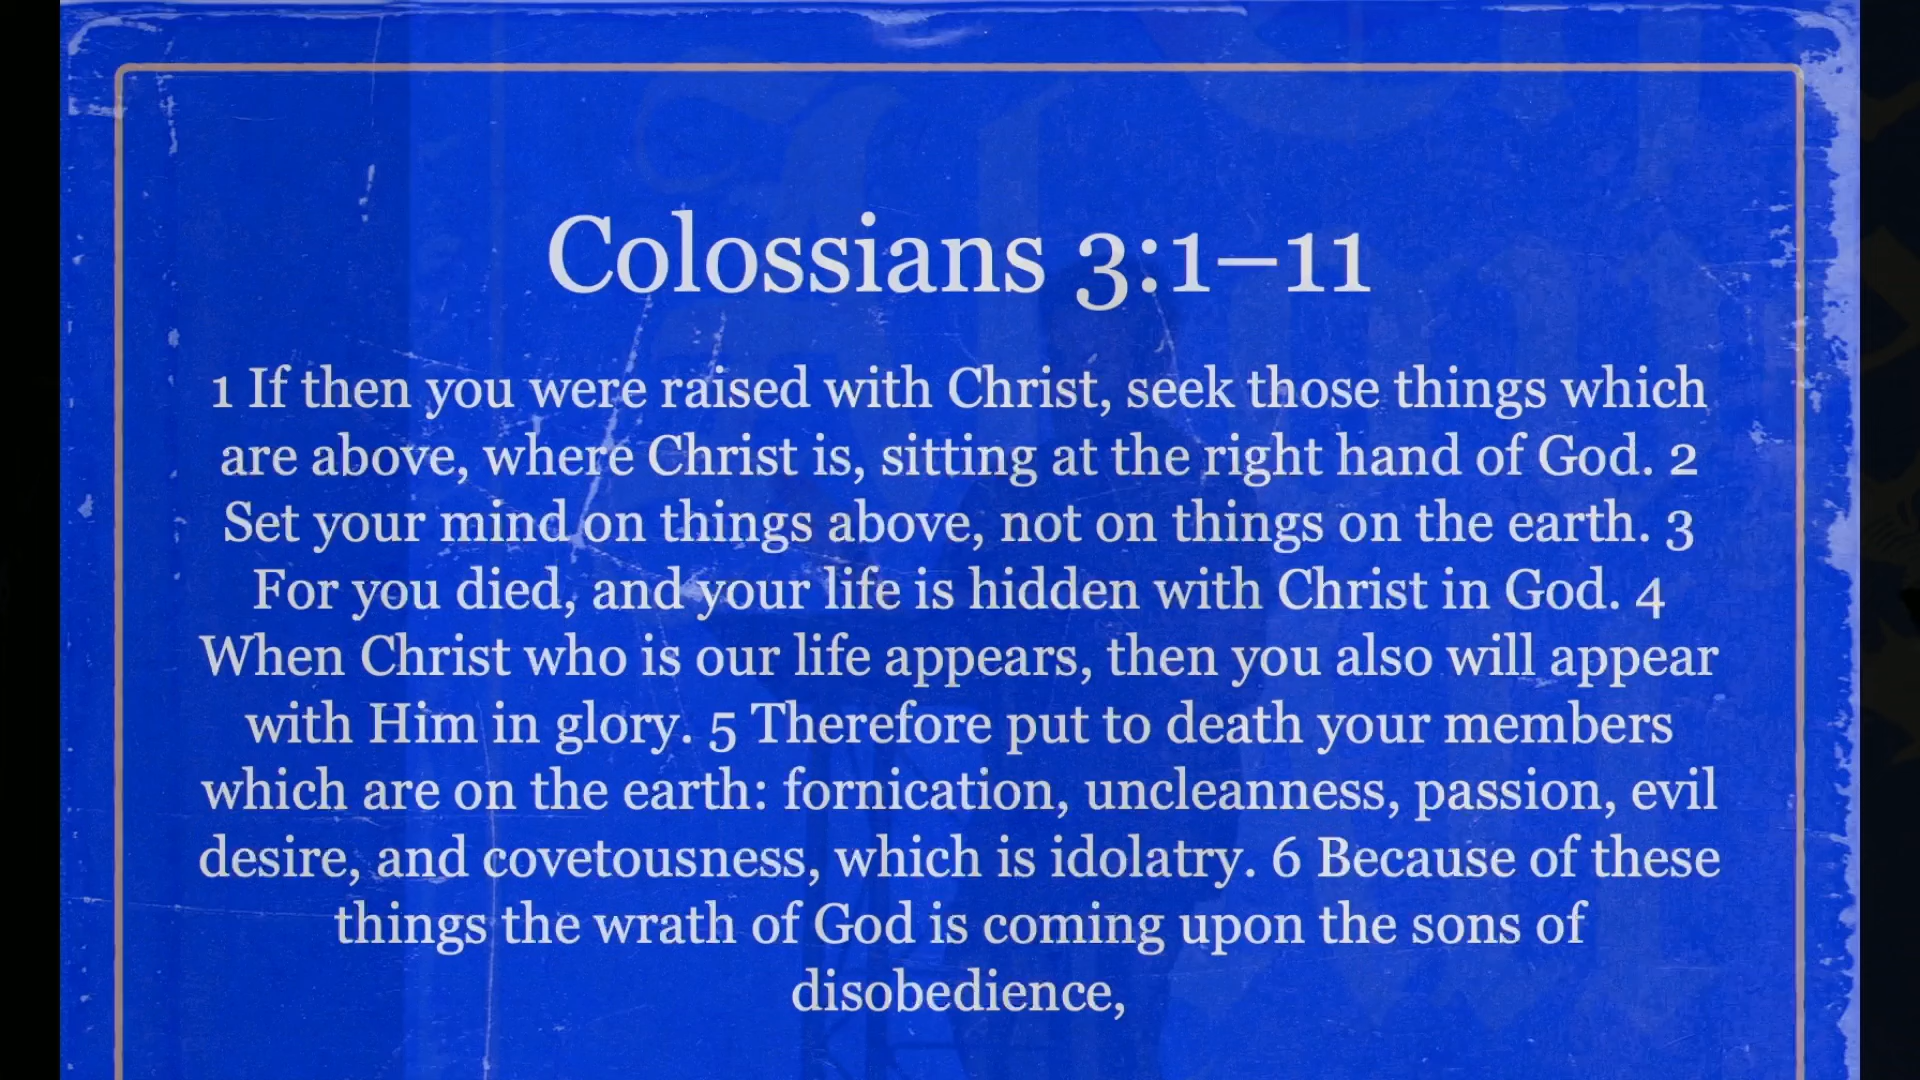 Colossians 3:1–11
1 If then you were raised with Christ, seek those things which
are above, where Christ is, sitting at the right hand of God. 2
Set your mind on things above, not on things on the earth. 3
For you died, and your life is hidden with Christ in God. 4
When Christ who is our life appears, then you also will appear
with Him in glory. 5 Therefore put to death your members
which are on the earth: fornication, uncleanness, passion, evil
desire, and covetousness, which is idolatry. 6 Because of these
things the wrath of God is coming upon the sons of
disobedience,